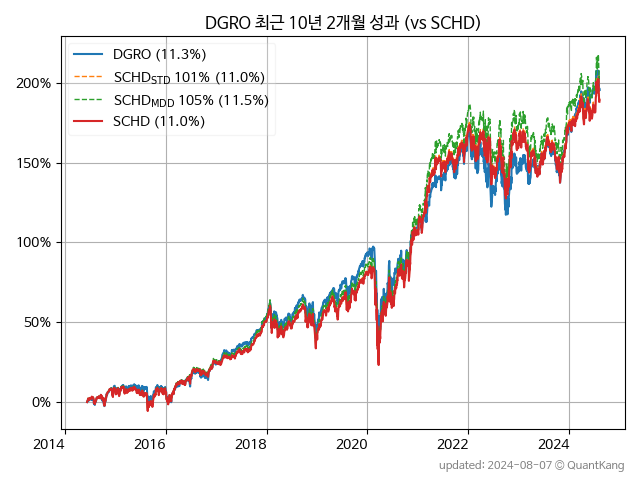 DGRO 최근 10년 2개월 성과 (vs SCHD)
DGRO (11.3%)
SCHD_STD 101% (11.0%)
SCHD_MDD 105% (11.5%)
SCHD (11.0%)
200%
150%
100%
50%
0%
2014 2016 2018 2020 2022 2024
updated: 2024-08-07 © QuantKang